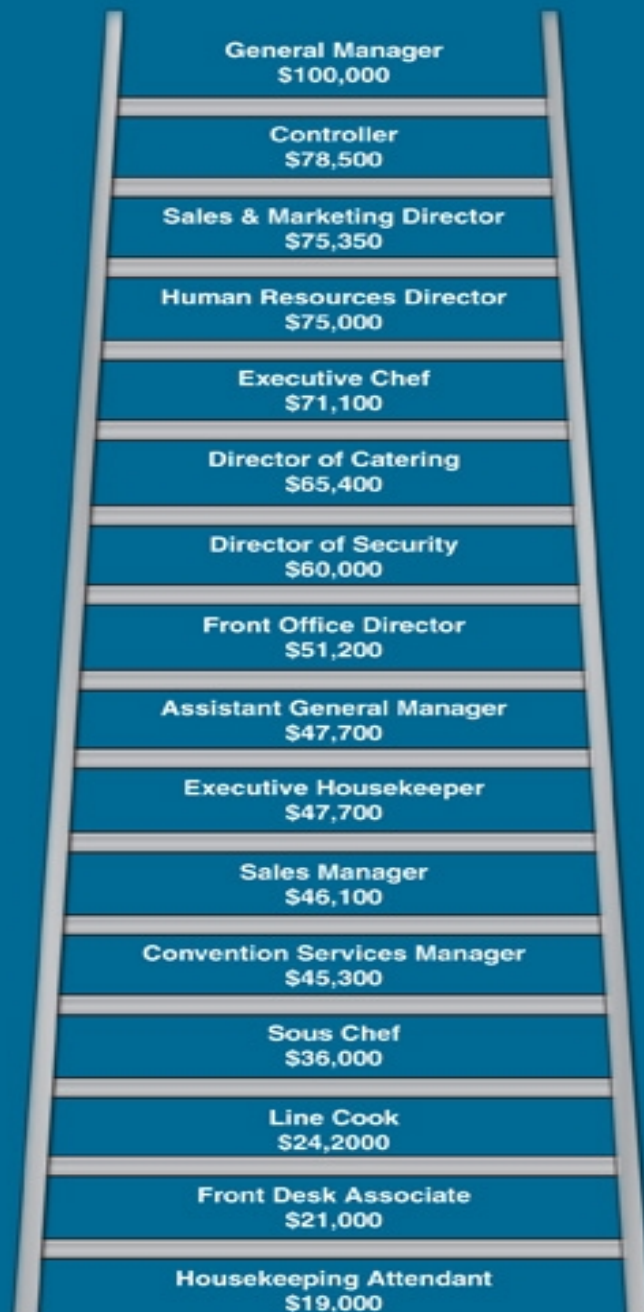 General Manager
$100,000
Controller
$78,500
Sales & Marketing Director
$75,350
Human Resources Director
$75,000
Executive Chef
$71,100
Director of Catering
$65,400
Director of Security
$60,000
Front Office Director
$51,200
Assistant General Manager
$47,700
Executive Housekeeper
$47,700
Sales Manager
$46,100
Convention Services Manager
$45,300
Sous Chef
$36,000
Line Cook
$24,2000
Front Desk Associate
$21,000
Housekeeping Attendant
$19,000